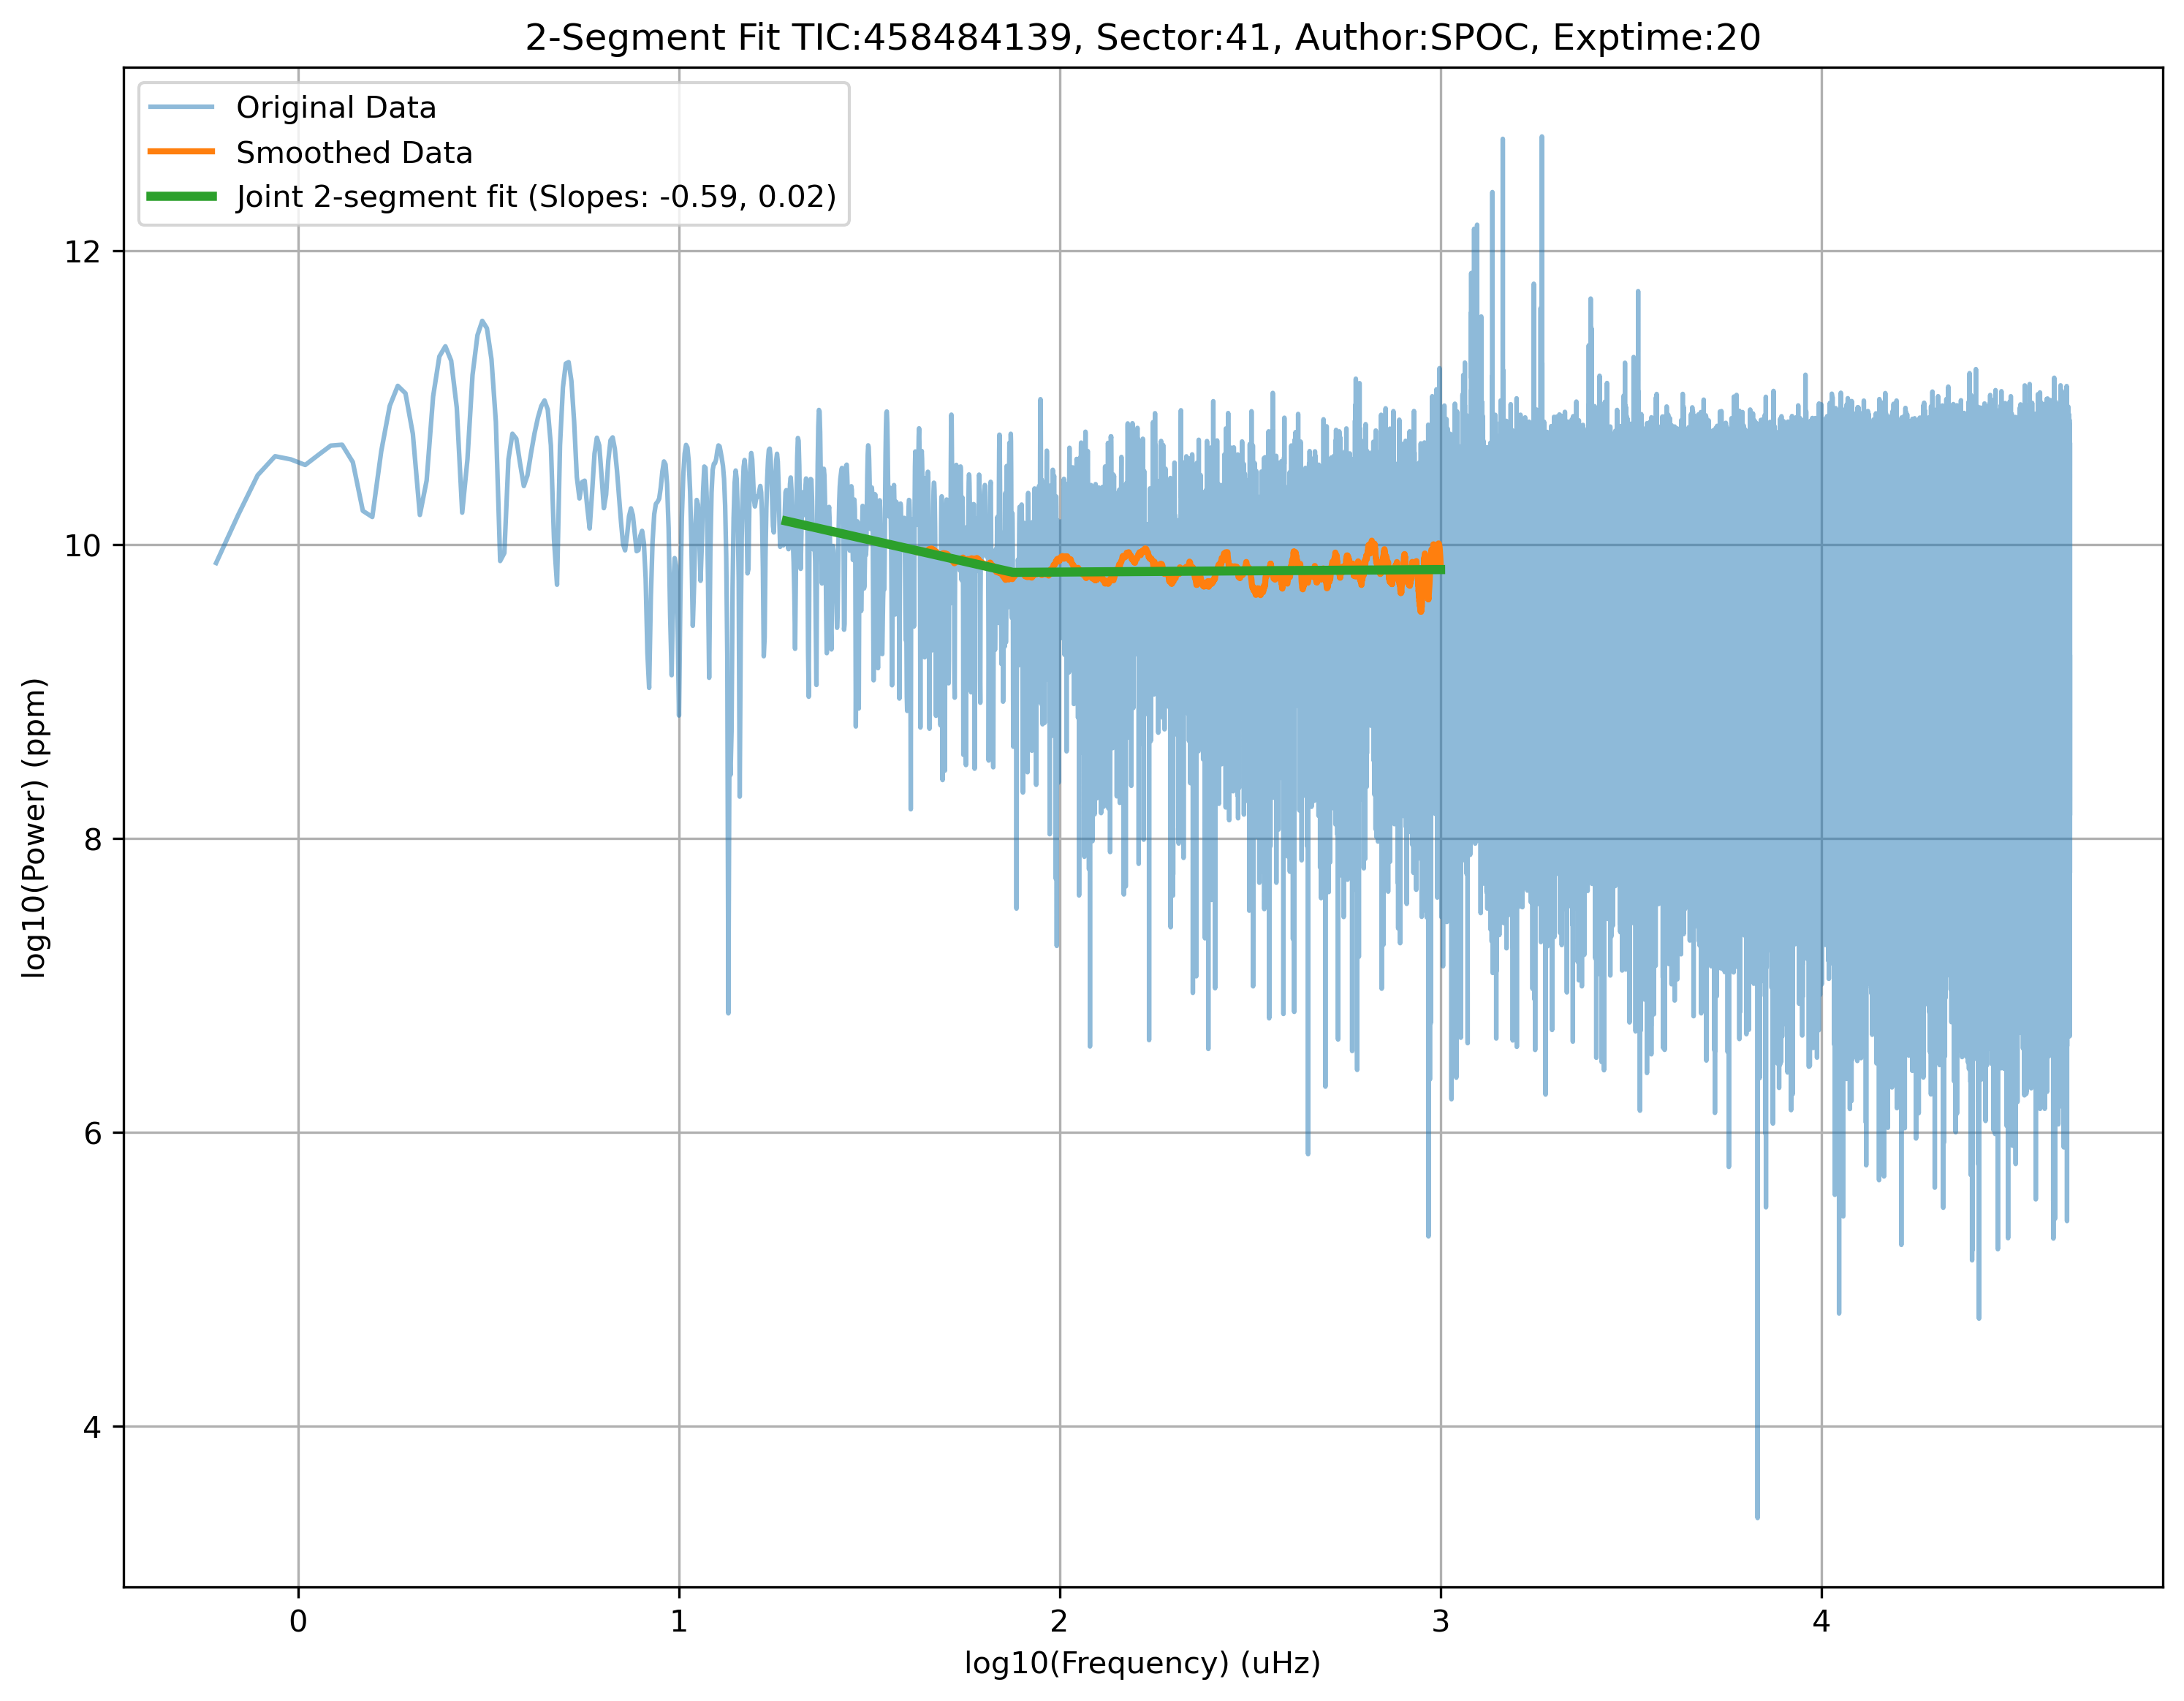 2-Segment Fit TIC:458484139, Sector:41, Author:SPOC, Exptime:20
Original Data
Smoothed Data
Joint 2-segment fit (Slopes: -0.59, 0.02)
12
10
8
6
4
log10(Power) (ppm)
0 1 2 3 4
log10(Frequency) (uHz)